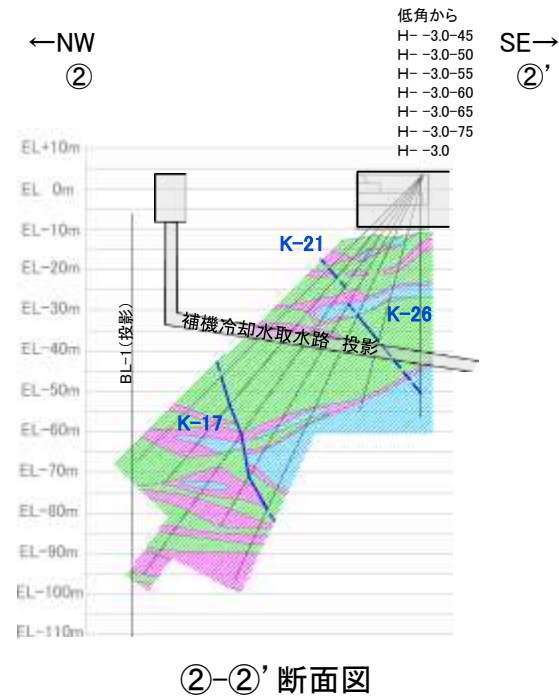 低角から
H- -3.0-45
H- -3.0-50
H- -3.0-55
H- -3.0-60
H- -3.0-65
H- -3.0-75
H- -3.0
←NW
②
SE→
②’
EL+10m
EL 0m
EL-10m
EL-20m
EL-30m
EL-40m
EL-50m
EL-60m
EL-70m
EL-80m
EL-90m
EL-100m
EL-110m
BL-1(投影)
K-21
K-26
補機冷却水取水路 投影
K-17
②-②’断面図